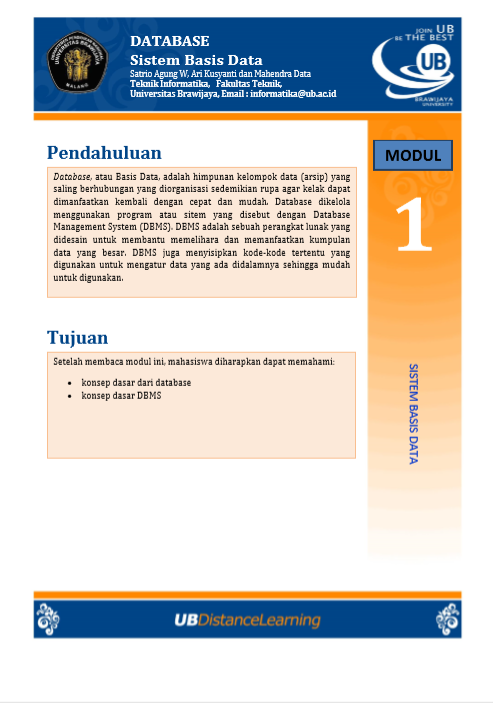 DATABASE
Sistem Basis Data
Satrio Agung W, Ari Kusyanti dan Mahendra Data
Teknik Informatika, Fakultas Teknik,
Universitas Brawijaya, Email : informatika@ub.ac.id
JOIN UB
BE THE BEST
UB
BRAWIJAYA
UNIVERSITY
UNIVERSITAS BRAWIJAYA
MALANG
Pendahuluan
Database, atau Basis Data, adalah himpunan kelompok data (arsip) yang
saling berhubungan yang diorganisasi sedemikian rupa agar kelak dapat
dimanfaatkan kembali dengan cepat dan mudah. Database dikelola
menggunakan program atau sitem yang disebut dengan Database
Management System (DBMS). DBMS adalah sebuah perangkat lunak yang
didesain untuk membantu memelihara dan memanfaatkan kumpulan
data yang besar. DBMS juga menyisipkan kode-kode tertentu yang
digunakan untuk mengatur data yang ada didalamnya sehingga mudah
untuk digunakan.
MODUL
1
Tujuan
Setelah membaca modul ini, mahasiswa diharapkan dapat memahami:
• konsep dasar dari database
• konsep dasar DBMS
SISTEM BASIS DATA
UBDistanceLearning